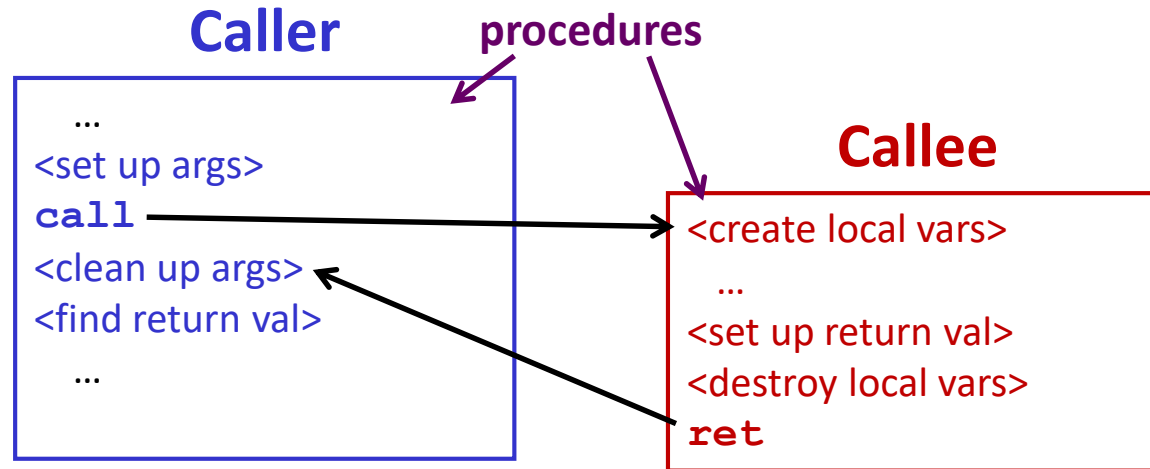 Caller
procedures
...
<set up args>
call
<clean up args>
<find return val>
...
Callee
<create local vars>
...
<set up return val>
<destroy local vars>
ret